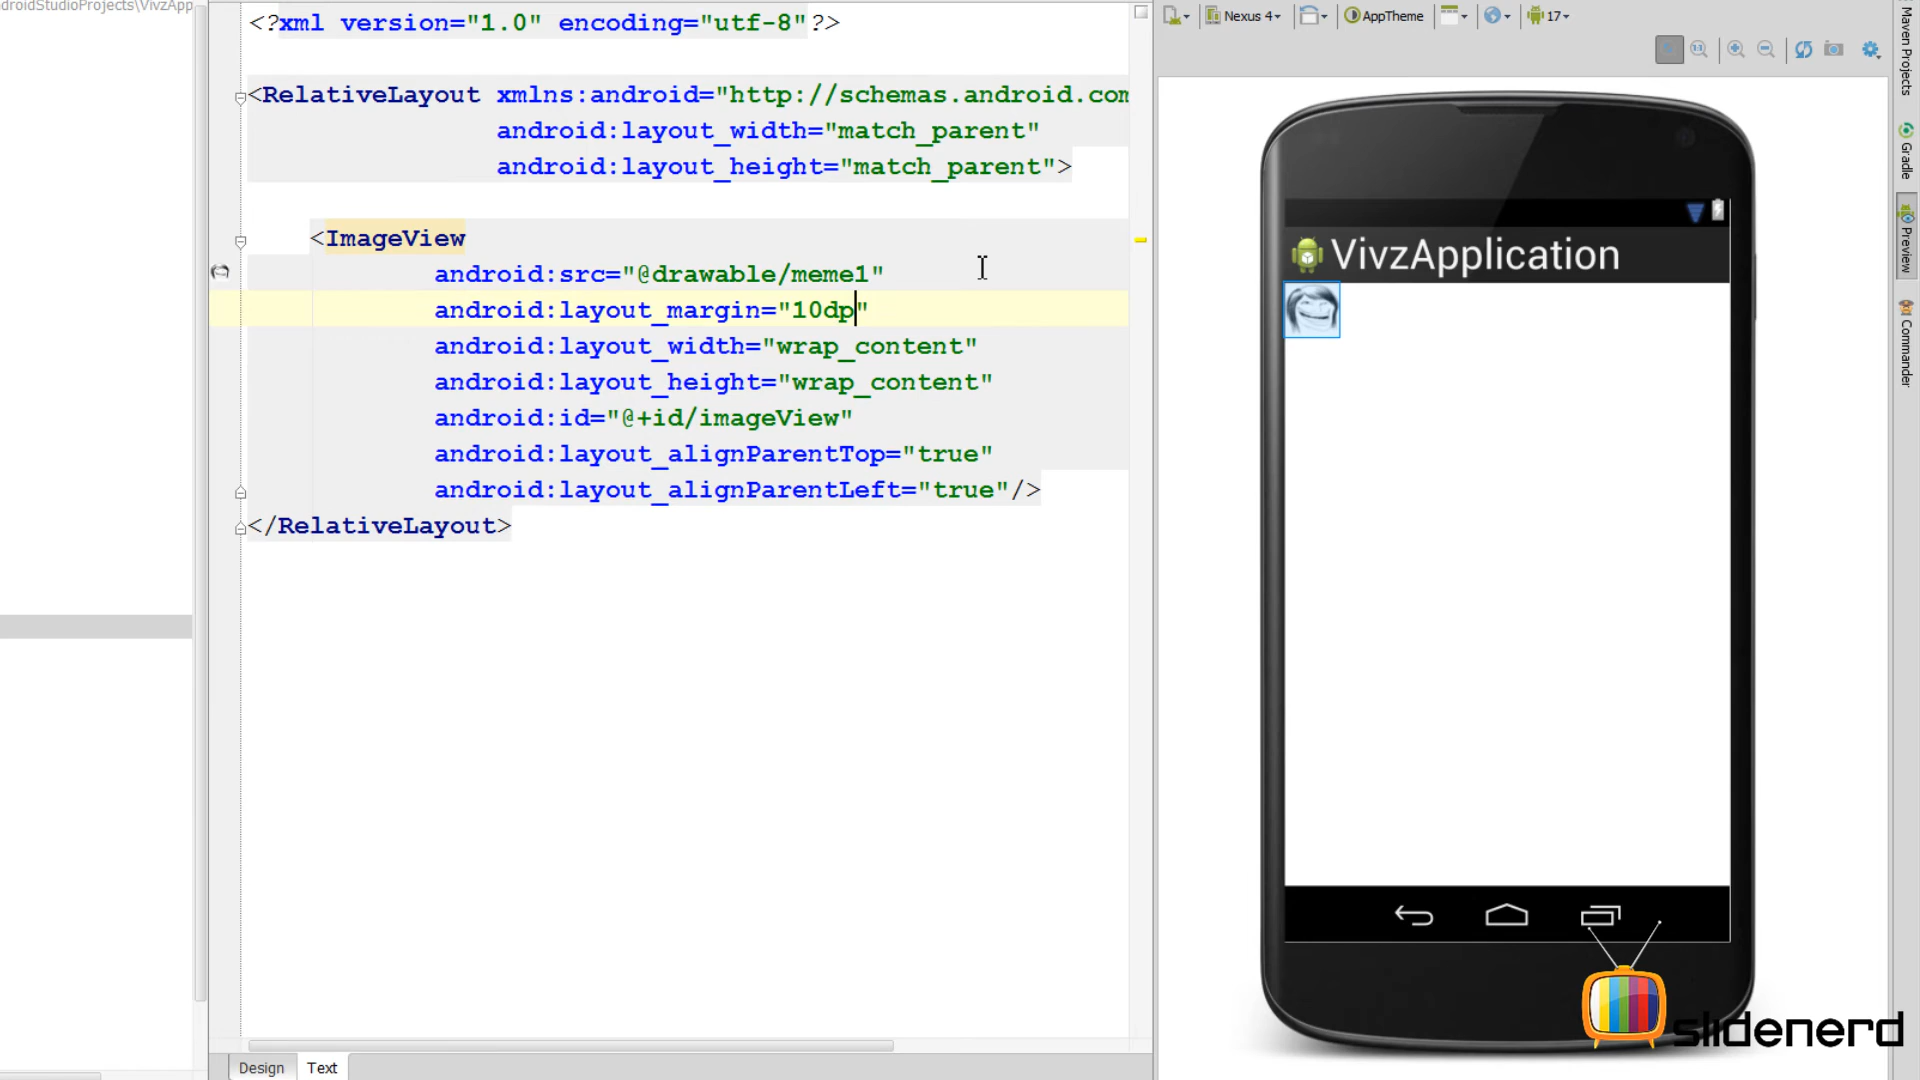 droidStudioProjects\VivzApp
<?xml version="1.0" encoding="utf-8"?>
<RelativeLayout xmlns:android="http://schemas.android.com
android:layout_width="match_parent"
android:layout_height="match_parent">
<ImageView
android:src="@drawable/meme1"
android:layout_margin="10dp"
android:layout_width="wrap_content"
android:layout_height="wrap_content"
android:id="@+id/imageView"
android:layout_alignParentTop="true"
android:layout_alignParentLeft="true"/>
</RelativeLayout>
Design Text
Nexus 4 AppTheme 17
1:1
VivzApplication
Maven Projects
Gradle
Preview
Commander
slidenerd